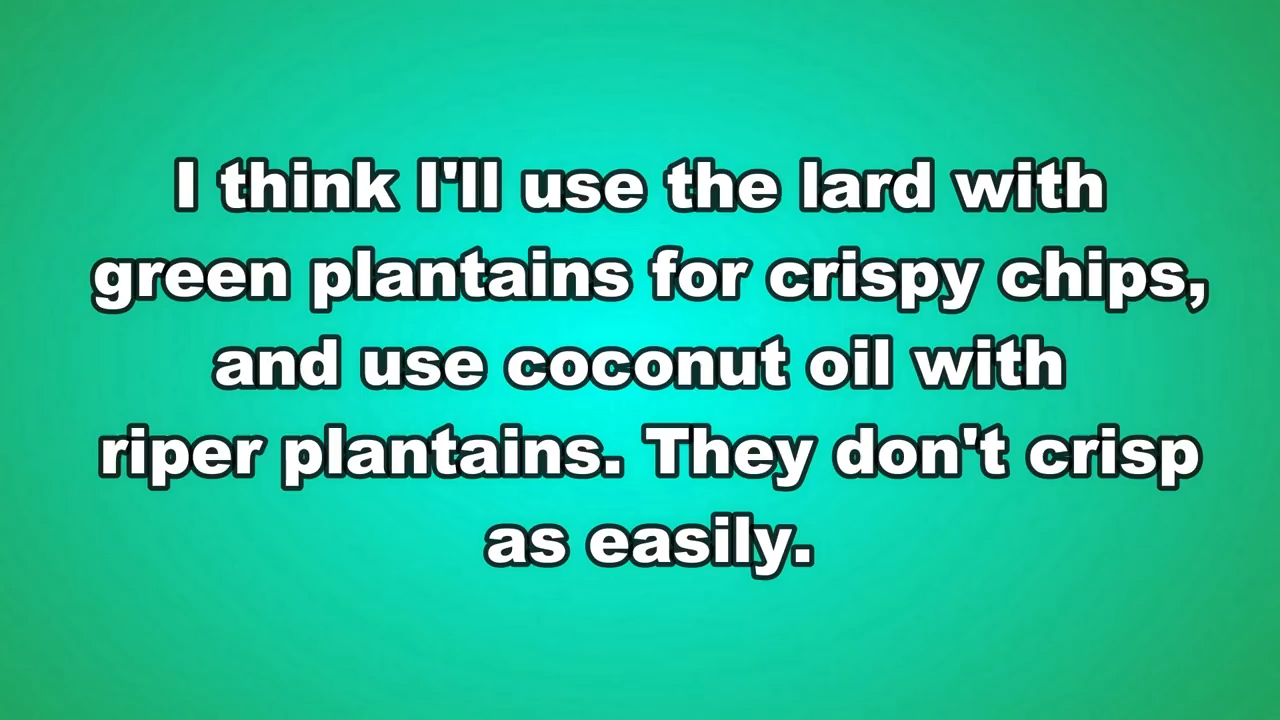 I think I'll use the lard with
green plantains for crispy chips,
and use coconut oil with
riper plantains. They don't crisp
as easily.